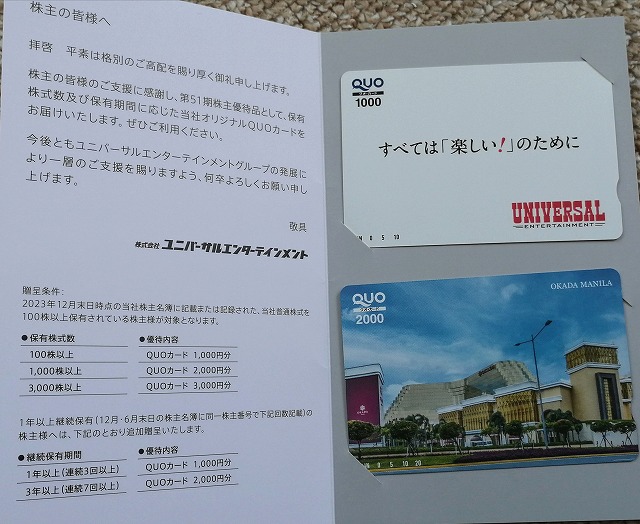 株主の皆様へ
拝啓　平素は格別のご高配を賜り厚く御礼申し上げます。
株主の皆様のご支援に感謝し、第51期株主優待品として、保有
株式数及び保有期間に応じた当社オリジナルQUOカードを
お届けいたします。ぜひご利用ください。
今後ともユニバーサルエンターテインメントグループの発展に
より一層のご支援を賜りますよう、何卒よろしくお願い申し
上げます。
敬具
株式会社 ユニバーサルエンターテインメント
贈呈条件:
2023年12月末日時点の当社株主名簿に記載または記録された、当社普通株式を
100株以上保有されている株主様が対象となります。
●保有株式数　●優待内容
100株以上　QUOカード 1,000円分
1,000株以上　QUOカード 2,000円分
3,000株以上　QUOカード 3,000円分
1年以上継続保有(12月・6月末日の株主名簿に同一株主番号で下記回数記載)の
株主様へは、下記のとおり追加贈呈いたします。
●継続保有期間　●優待内容
1年以上(連続3回以上)　QUOカード 1,000円分
3年以上(連続7回以上)　QUOカード 2,000円分
QUO
クオ・カード
1000
すべては「楽しい!」のために
UNIVERSAL
ENTERTAINMENT
0 5 10
QUO
クオ・カード
2000
OKADA MANILA
0 5 10 20